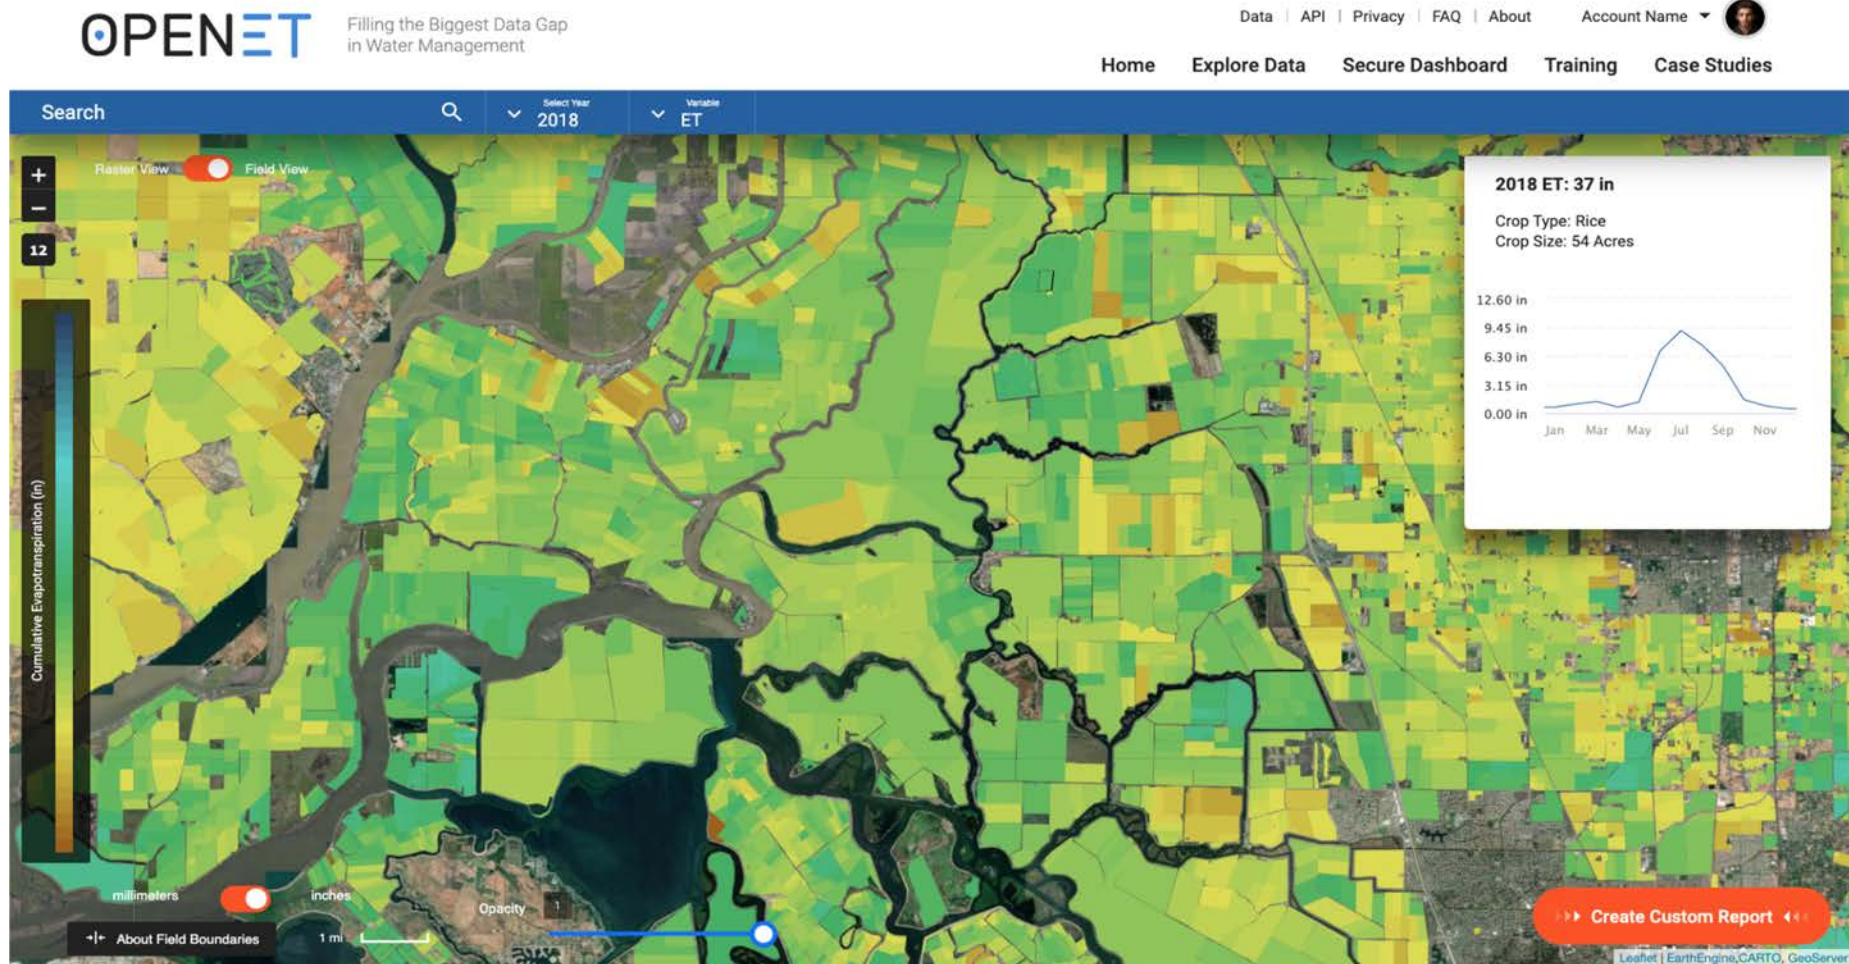 OPENET
Filling the Biggest Data Gap
in Water Management
Data | API | Privacy | FAQ | About
Account Name
Home
Explore Data
Secure Dashboard
Training
Case Studies
Search
Select Year
2018
Variable
ET
+
−
12
Raster View
Field View
2018 ET: 37 in
Crop Type: Rice
Crop Size: 54 Acres
12.60 in
9.45 in
6.30 in
3.15 in
0.00 in
Jan Mar May Jul Sep Nov
Cumulative Evapotranspiration (in)
millimeters
inches
Opacity
1
About Field Boundaries
1 mi
Create Custom Report
Leaflet | EarthEngine,CARTO, GeoServer